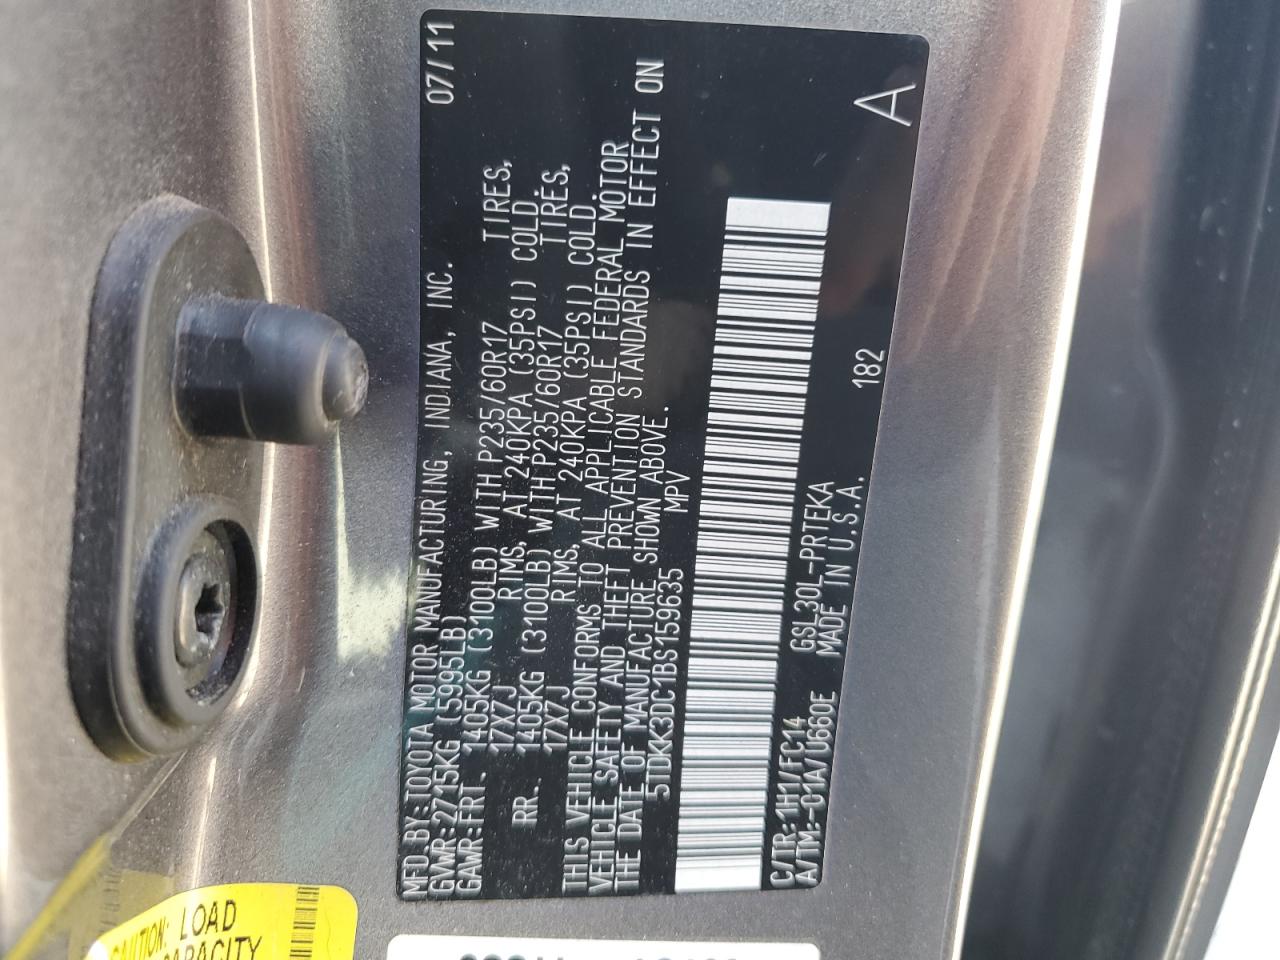 MFD.BY:TOYOTA MOTOR MANUFACTURING, INDIANA, INC. 07/11
GVWR:2715KG (5995LB)
GAWR:FRT. 1405KG (3100LB) WITH P235/60R17 TIRES,
17X7J RIMS, AT 240KPA (35PSI) COLD.
RR. 1405KG (3100LB) WITH P235/60R17 TIRES,
17X7J RIMS, AT 240KPA (35PSI) COLD.
THIS VEHICLE CONFORMS TO ALL APPLICABLE FEDERAL MOTOR
VEHICLE SAFETY AND THEFT PREVENTION STANDARDS IN EFFECT ON
THE DATE OF MANUFACTURE SHOWN ABOVE.
5TDKK3DC1BS159635 MPV
C/TR:1H1/FC14 GSL30L-PRTEKA 182 A
A/TM:-01A/U660E MADE IN U.S.A.
CAUTION: LOAD
CAPACITY